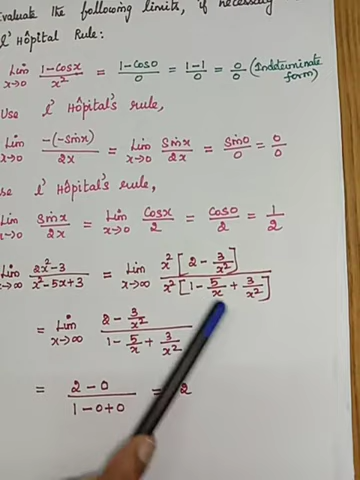 Evaluate the following limits, if necessary
l' Hôpital Rule:
Lim x→0 1-cosx/x² = 1-cos0/0 = 1-1/0 = 0/0 (Indeterminate form)
Use l' Hôpital's rule,
Lim x→0 -(-sinx)/2x = Lim x→0 sinx/2x = sin0/0 = 0/0
use l' Hôpital's rule,
Lim x→0 sinx/2x = Lim x→0 cosx/2 = cos0/2 = 1/2
Lim x→∞ 2x²-3/x²-5x+3 = Lim x→∞ x²[2-3/x²]/x²[1-5/x+3/x²]
= Lim x→∞ 2-3/x²/1-5/x+3/x²
= 2-0/1-0+0 = 2